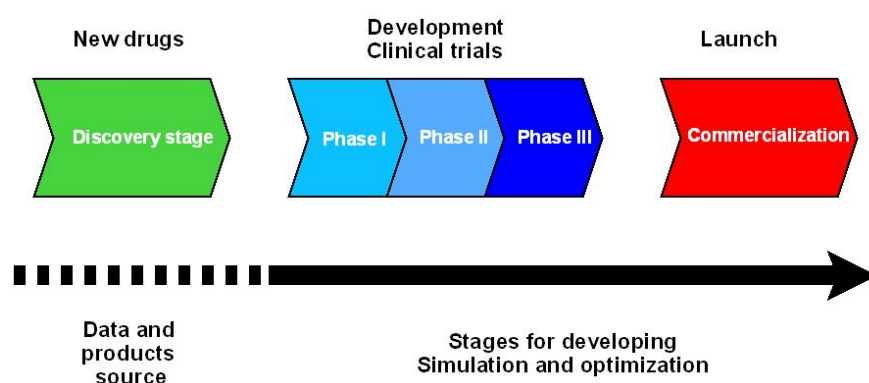 New drugs
Development
Clinical trials
Launch
Discovery stage
Phase I
Phase II
Phase III
Commercialization
Data and
products
source
Stages for developing
Simulation and optimization